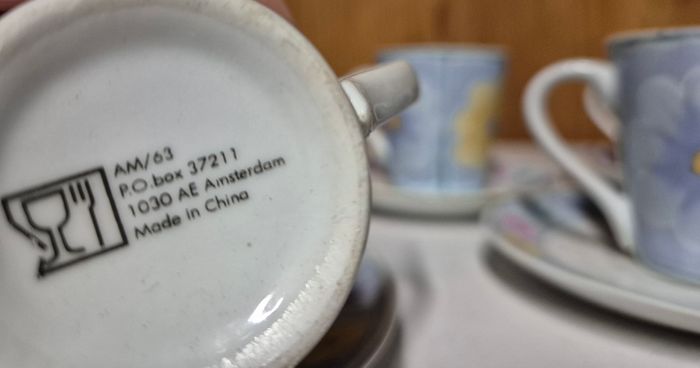 AM/63
P.O.box 37211
1030 AE Amsterdam
Made in China